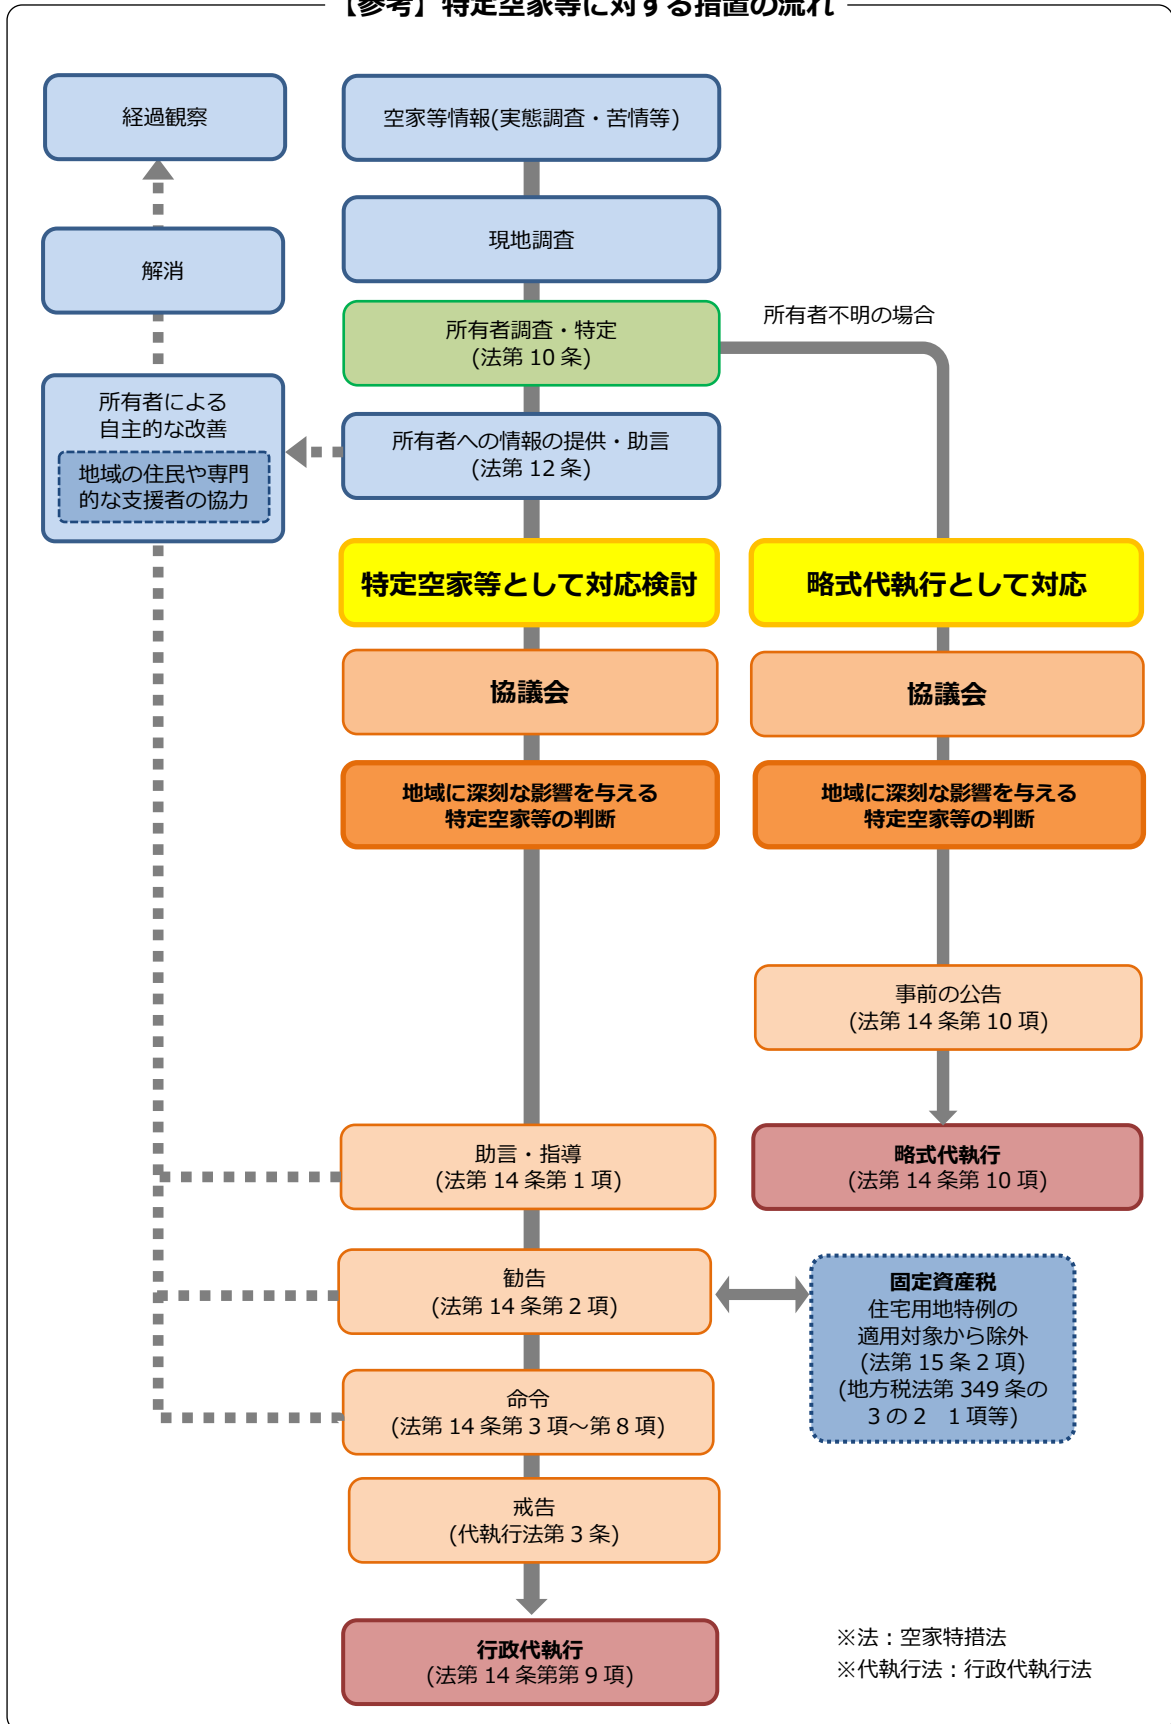 【参考】特定空家等に対する措置の流れ
経過観察
空家等情報(実態調査・苦情等)
現地調査
解消
所有者調査・特定
(法第 10 条)
所有者不明の場合
所有者による
自主的な改善
地域の住民や専門
的な支援者の協力
所有者への情報の提供・助言
(法第 12 条)
特定空家等として対応検討
略式代執行として対応
協議会
協議会
地域に深刻な影響を与える
特定空家等の判断
地域に深刻な影響を与える
特定空家等の判断
事前の公告
(法第 14 条第 10 項)
助言・指導
(法第 14 条第 1 項)
略式代執行
(法第 14 条第 10 項)
勧告
(法第 14 条第 2 項)
固定資産税
住宅用地特例の
適用対象から除外
(法第 15 条 2 項)
(地方税法第 349 条の
3 の 2　1 項等)
命令
(法第 14 条第 3 項～第 8 項)
戒告
(代執行法第 3 条)
行政代執行
(法第 14 条第第 9 項)
※法：空家特措法
※代執行法：行政代執行法